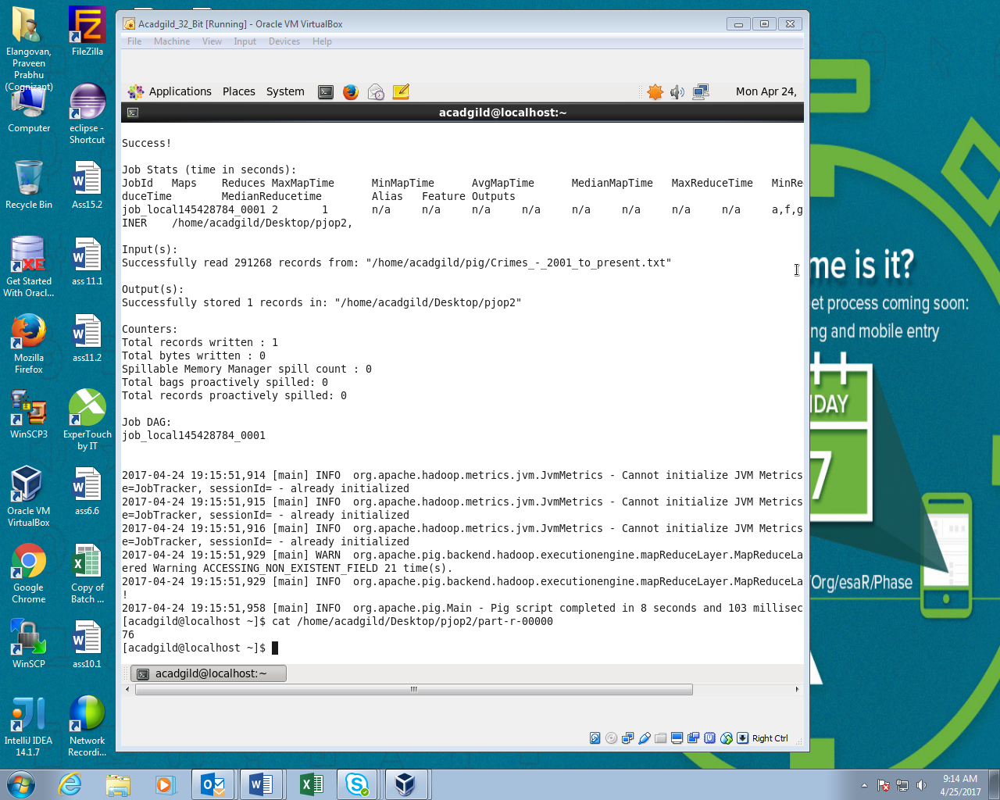 Acadgild_32_Bit [Running] - Oracle VM VirtualBox
File Machine View Input Devices Help
Applications Places System Mon Apr 24,
acadgild@localhost:~
Success!
Job Stats (time in seconds):
JobId Maps Reduces MaxMapTime MinMapTime AvgMapTime MedianMapTime MaxReduceTime MinRe
duceTime MedianReducetime Alias Feature Outputs
job_local145428784_0001 2 1 n/a n/a n/a n/a n/a n/a n/a n/a a,f,g
INER /home/acadgild/Desktop/pjop2,
Input(s):
Successfully read 291268 records from: "/home/acadgild/pig/Crimes_-_2001_to_present.txt"
Output(s):
Successfully stored 1 records in: "/home/acadgild/Desktop/pjop2"
Counters:
Total records written : 1
Total bytes written : 0
Spillable Memory Manager spill count : 0
Total bags proactively spilled: 0
Total records proactively spilled: 0
Job DAG:
job_local145428784_0001
2017-04-24 19:15:51,914 [main] INFO org.apache.hadoop.metrics.jvm.JvmMetrics - Cannot initialize JVM Metrics
e=JobTracker, sessionId= - already initialized
2017-04-24 19:15:51,915 [main] INFO org.apache.hadoop.metrics.jvm.JvmMetrics - Cannot initialize JVM Metrics
e=JobTracker, sessionId= - already initialized
2017-04-24 19:15:51,916 [main] INFO org.apache.hadoop.metrics.jvm.JvmMetrics - Cannot initialize JVM Metrics
e=JobTracker, sessionId= - already initialized
2017-04-24 19:15:51,929 [main] WARN org.apache.pig.backend.hadoop.executionengine.mapReduceLayer.MapReduceLa
ered Warning ACCESSING_NON_EXISTENT_FIELD 21 time(s).
2017-04-24 19:15:51,929 [main] INFO org.apache.pig.backend.hadoop.executionengine.mapReduceLayer.MapReduceLa
!
2017-04-24 19:15:51,958 [main] INFO org.apache.pig.Main - Pig script completed in 8 seconds and 103 millisec
[acadgild@localhost ~]$ cat /home/acadgild/Desktop/pjop2/part-r-00000
76
[acadgild@localhost ~]$
acadgild@localhost:~
Right Ctrl
Elangovan,
Praveen
Prabhu
(Cognizant)
FileZilla
Computer
eclipse -
Shortcut
Recycle Bin
Ass15.2
Get Started
With Oracl...
ass 11.1
Mozilla
Firefox
ass11.2
WinSCP3
ExperTouch
by IT
Oracle VM
VirtualBox
ass6.6
Google
Chrome
Copy of
Batch ...
WinSCP
ass10.1
IntelliJ IDEA
14.1.7
Network
Recordi...
me is it?
et process coming soon:
ng and mobile entry
IDAY
7
/Org/esaR/Phase
A
9:14 AM
4/25/2017